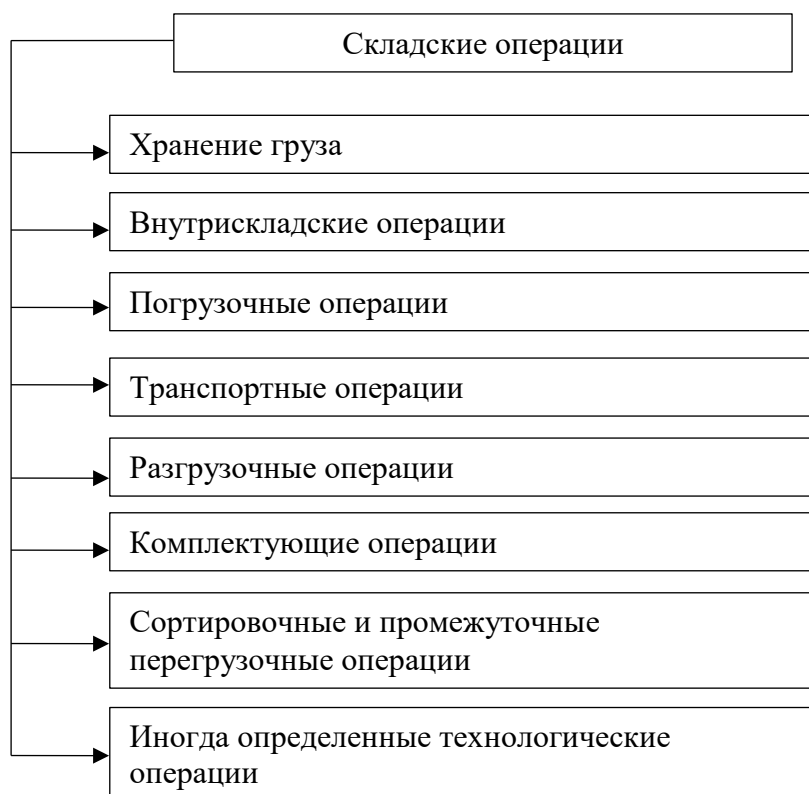 Складские операции
Хранение груза
Внутрискладские операции
Погрузочные операции
Транспортные операции
Разгрузочные операции
Комплектующие операции
Сортировочные и промежуточные
перегрузочные операции
Иногда определенные технологические
операции